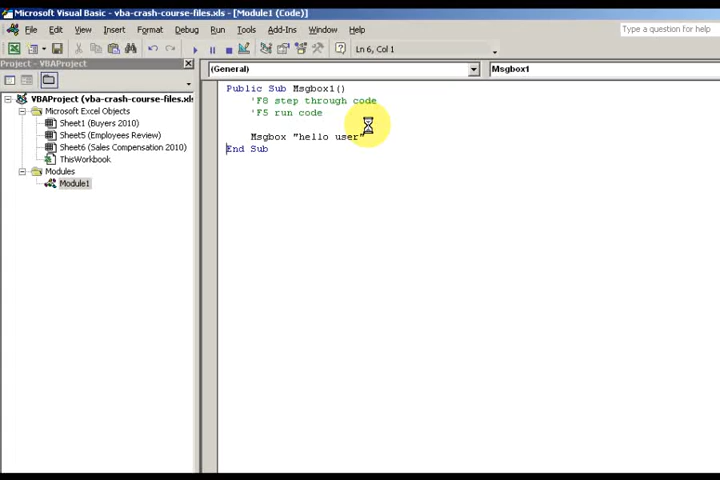 Microsoft Visual Basic - vba-crash-course-files.xls - [Module1 (Code)]
File Edit View Insert Format Debug Run Tools Add-Ins Window Help
Type a question for help
Ln 6, Col 1
Project - VBAProject
(General)
Msgbox1
VBAProject (vba-crash-course-files.xls
Microsoft Excel Objects
Sheet1 (Buyers 2010)
Sheet5 (Employees Review)
Sheet6 (Sales Compensation 2010)
ThisWorkbook
Modules
Module1
Public Sub Msgbox1()
'F8 step through code
'F5 run code
Msgbox "hello user"
End Sub